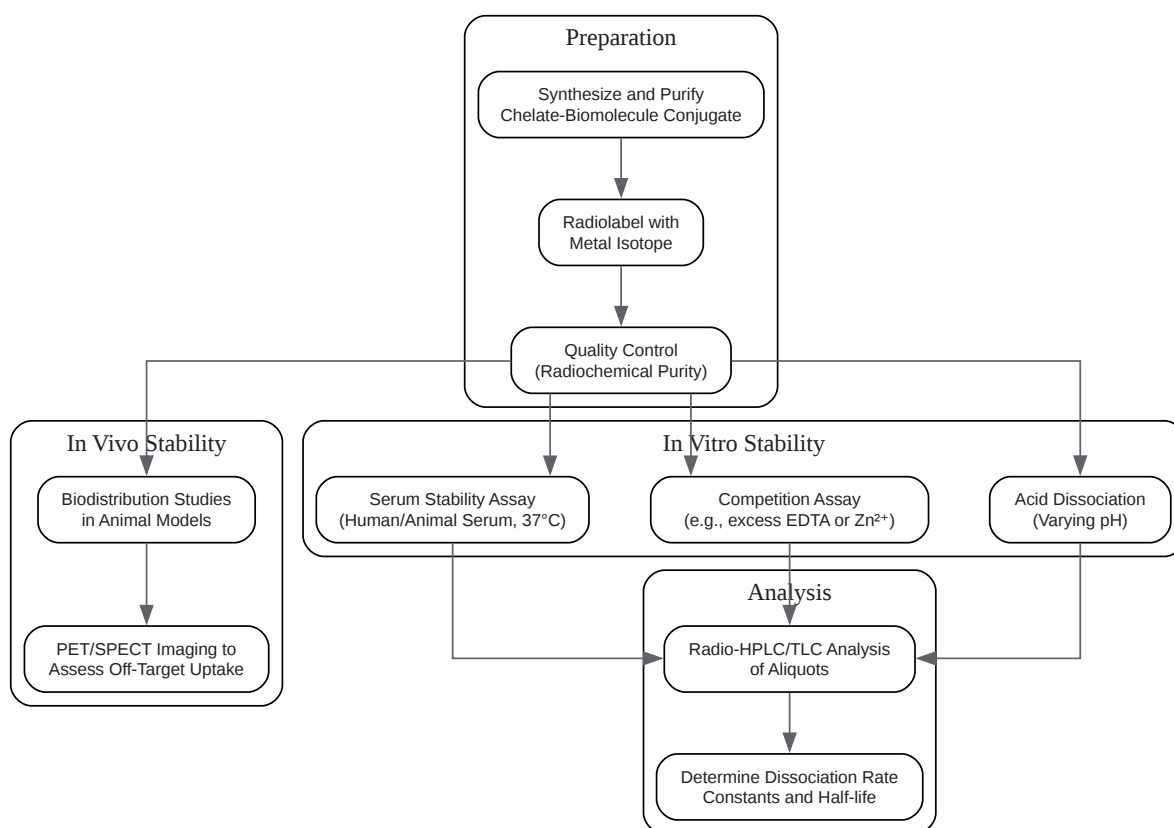 Preparation
Synthesize and Purify
Chelate-Biomolecule Conjugate
Radiolabel with
Metal Isotope
Quality Control
(Radiochemical Purity)
In Vivo Stability
Biodistribution Studies
in Animal Models
PET/SPECT Imaging to
Assess Off-Target Uptake
In Vitro Stability
Serum Stability Assay
(Human/Animal Serum, 37°C)
Competition Assay
(e.g., excess EDTA or Zn²⁺)
Acid Dissociation
(Varying pH)
Analysis
Radio-HPLC/TLC Analysis
of Aliquots
Determine Dissociation Rate
Constants and Half-life